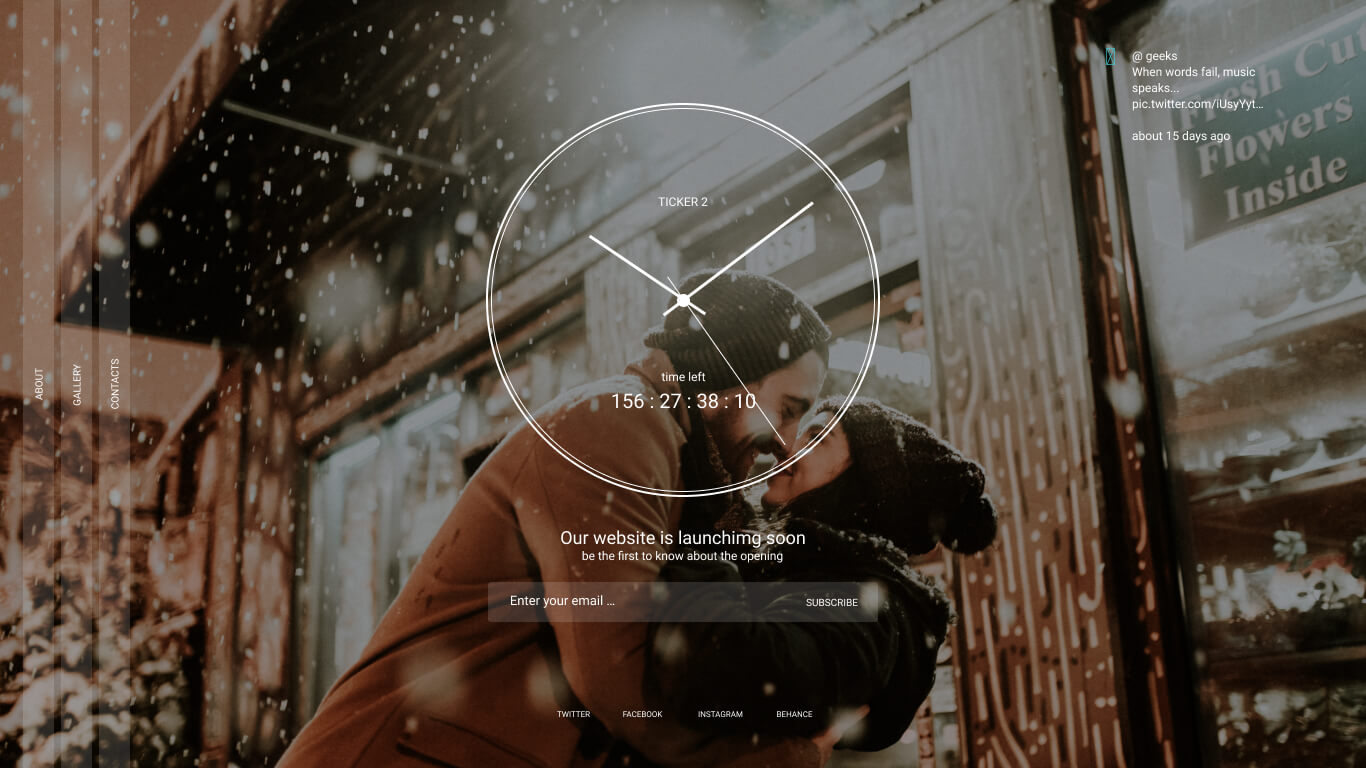 @ geeks
When words fail, music
speaks...
pic.twitter.com/iUsyYyt...
about 15 days ago
Flowers
Inside
TICKER 2
time left
156 : 27 : 38 : 10
ABOUT
GALLERY
CONTACTS
Our website is launchimg soon
be the first to know about the opening
Enter your email ...
SUBSCRIBE
TWITTER
FACEBOOK
INSTAGRAM
BEHANCE